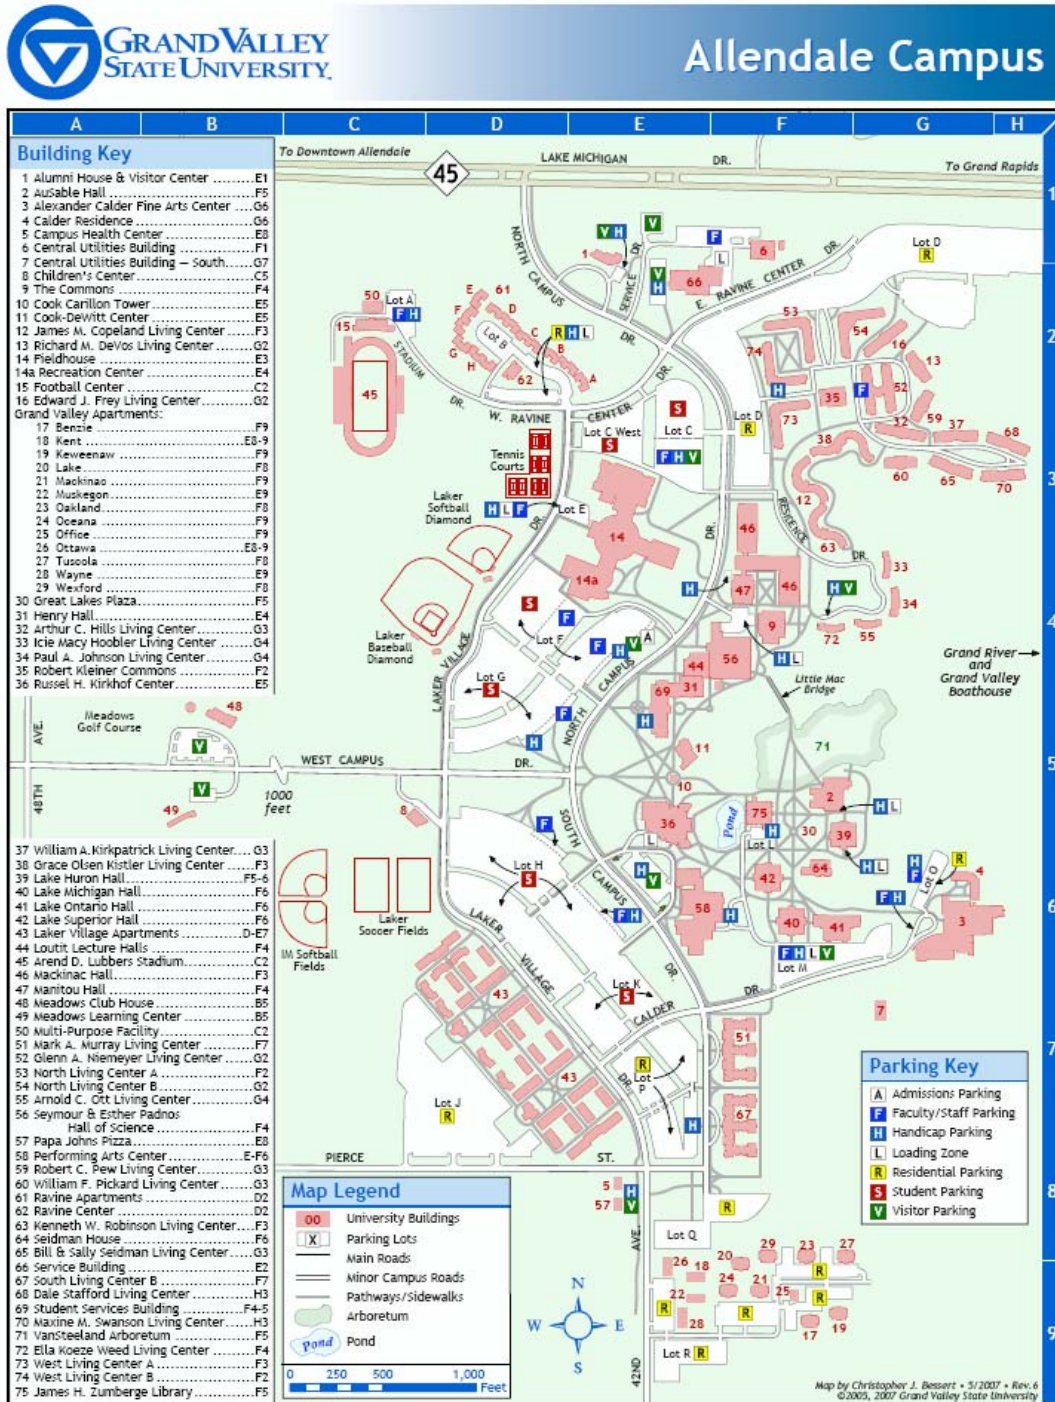 GRAND VALLEY
STATE UNIVERSITY
Allendale Campus
A B C D E F G H
Building Key
1 Alumni House & Visitor Center ........E1
2 AuSable Hall ........F5
3 Alexander Calder Fine Arts Center ....G6
4 Calder Residence ........G6
5 Campus Health Center ........E8
6 Central Utilities Building ........F1
7 Central Utilities Building — South ....G7
8 Children's Center ........C5
9 The Commons ........F4
10 Cook Carillon Tower ........E5
11 Cook-DeWitt Center ........E5
12 James M. Copeland Living Center ....F3
13 Richard M. DeVos Living Center ....G2
14 Fieldhouse ........E3
14a Recreation Center ........E4
15 Football Center ........C2
16 Edward J. Frey Living Center ........G2
Grand Valley Apartments:
17 Benzie ........F9
18 Kent ........E8-9
19 Keweenaw ........F9
20 Lake ........F8
21 Mackinac ........F9
22 Muskegon ........E9
23 Oakland ........F8
24 Oceana ........F9
25 Office ........F9
26 Ottawa ........E8-9
27 Tuscola ........F8
28 Wayne ........E9
29 Wexford ........F8
30 Great Lakes Plaza ........F5
31 Henry Hall ........E4
32 Arthur C. Hills Living Center ........G3
33 Icie Macy Hoobler Living Center ....G4
34 Paul A. Johnson Living Center ........G4
35 Robert Kleiner Commons ........F2
36 Russel H. Kirkhof Center ........E5
37 William A. Kirkpatrick Living Center ....G3
38 Grace Olsen Kistler Living Center ....F3
39 Lake Huron Hall ........F5-6
40 Lake Michigan Hall ........F6
41 Lake Ontario Hall ........F6
42 Lake Superior Hall ........F6
43 Laker Village Apartments ........D-E7
44 Loutit Lecture Halls ........F4
45 Arend D. Lubbers Stadium ........C2
46 Mackinac Hall ........F3
47 Manitou Hall ........F4
48 Meadows Club House ........B5
49 Meadows Learning Center ........B5
50 Multi-Purpose Facility ........C2
51 Mark A. Murray Living Center ........F7
52 Glenn A. Niemeyer Living Center ....G2
53 North Living Center A ........F2
54 North Living Center B ........G2
55 Arnold C. Ott Living Center ........G4
56 Seymour & Esther Padnos
Hall of Science ........F4
57 Papa Johns Pizza ........E8
58 Performing Arts Center ........E-F6
59 Robert C. Pew Living Center ........G3
60 William F. Pickard Living Center ....G3
61 Ravine Apartments ........D2
62 Ravine Center ........D2
63 Kenneth W. Robinson Living Center ....F3
64 Seidman House ........F6
65 Bill & Sally Seidman Living Center ....G3
66 Service Building ........E2
67 South Living Center B ........F7
68 Dale Stafford Living Center ........H3
69 Student Services Building ........F4-5
70 Maxine M. Swanson Living Center ....H3
71 VanSteeland Arboretum ........F5
72 Ella Koeze Weed Living Center ........F4
73 West Living Center A ........F3
74 West Living Center B ........F2
75 James H. Zumberge Library ........F5
To Downtown Allendale
45
LAKE MICHIGAN DR.
To Grand Rapids
NORTH CAMPUS DR.
SERVICE DR.
E. RAVINE CENTER DR.
Lot D
Lot A
Lot B
STADIUM DR.
W. RAVINE CENTER DR.
Lot C West
Lot C
Lot D
Tennis
Courts
Laker
Softball
Diamond
Lot E
RESIDENCE DR.
Laker
Baseball
Diamond
Lot F
Lot G
LAKER VILLAGE DR.
NORTH CAMPUS DR.
Little Mac
Bridge
Grand River
and
Grand Valley
Boathouse
Meadows
Golf Course
48TH AVE.
WEST CAMPUS DR.
1000
feet
SOUTH CAMPUS DR.
Pond
Lot L
Lot H
Lot O
IM Softball
Fields
Laker
Soccer Fields
LAKER VILLAGE DR.
Lot M
Lot K
CALDER DR.
Lot P
Lot J
PIERCE ST.
Lot Q
42ND AVE.
Lot R
Parking Key
A Admissions Parking
F Faculty/Staff Parking
H Handicap Parking
L Loading Zone
R Residential Parking
S Student Parking
V Visitor Parking
Map Legend
00 University Buildings
X Parking Lots
Main Roads
Minor Campus Roads
Pathways/Sidewalks
Arboretum
Pond Pond
0 250 500 1,000
Feet
N
W E
S
Map by Christopher J. Bessert • 5/2007 • Rev.6
©2005, 2007 Grand Valley State University